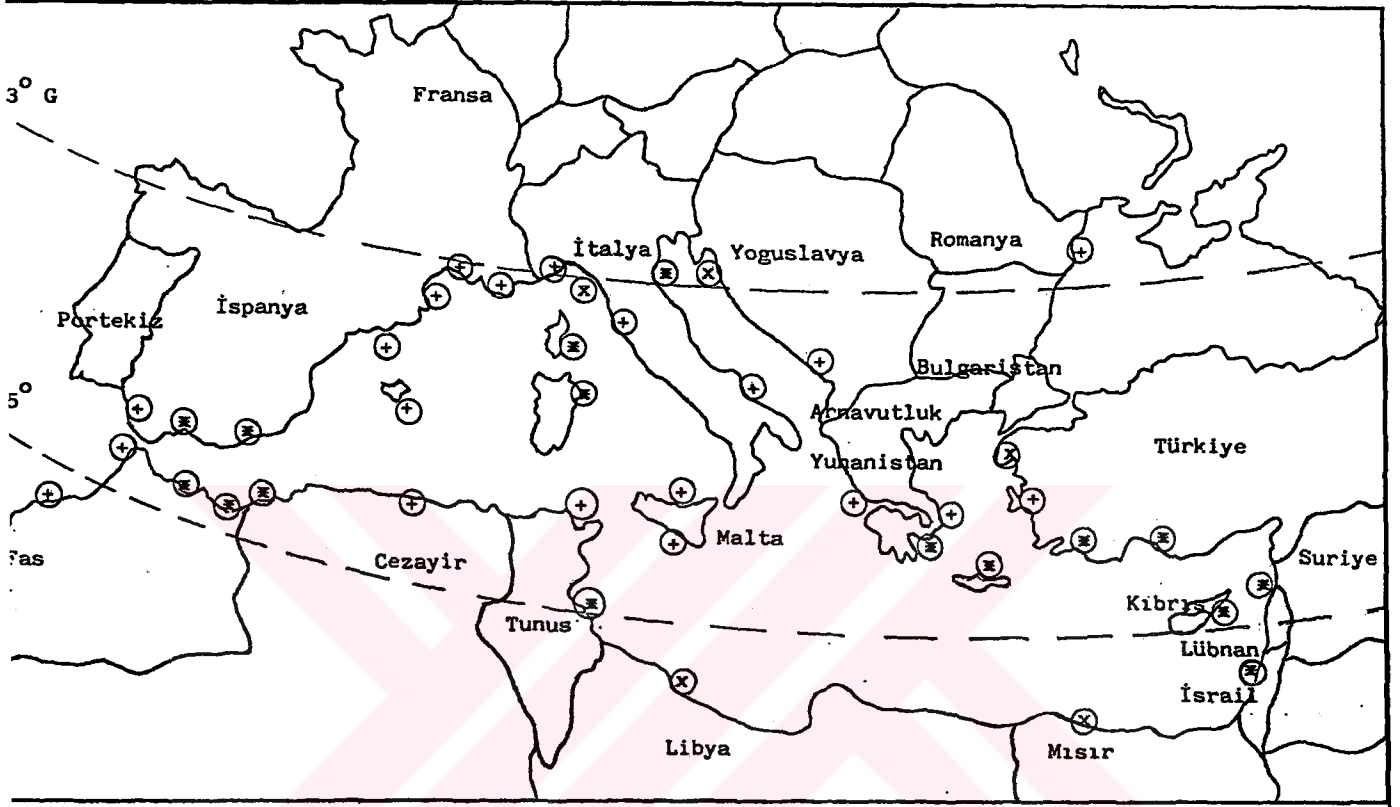 3° G
Fransa
İtalya
Yoguslavya
Romanya
İspanya
Portekiz
Bulgaristan
5°
Arnavutluk
Türkiye
Yunanistan
Malta
Fas
Cezayir
Suriye
Kıbrıs
Tunus
Lübnan
İsrail
Libya
Mısır